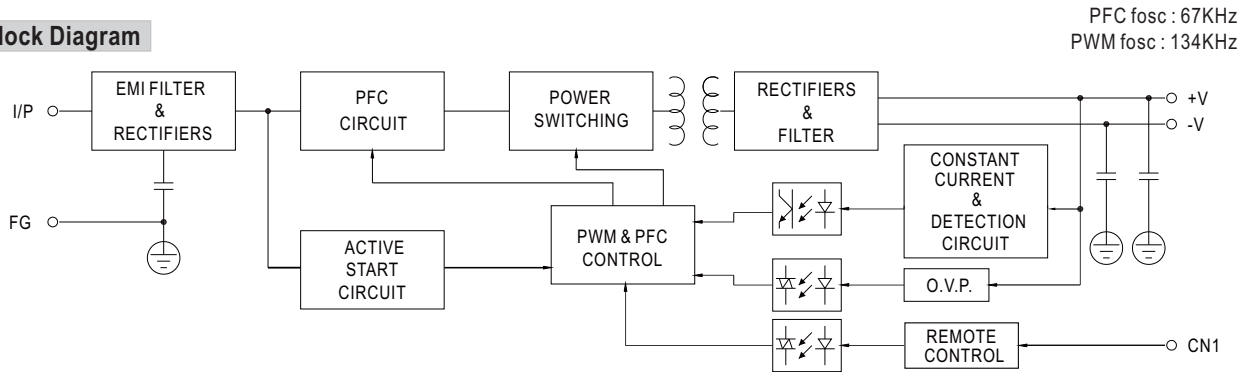 PFC fosc : 67KHz
PWM fosc : 134KHz
lock Diagram
I/P
EMI FILTER
&
RECTIFIERS
PFC
CIRCUIT
POWER
SWITCHING
RECTIFIERS
&
FILTER
+V
-V
FG
ACTIVE
START
CIRCUIT
PWM & PFC
CONTROL
CONSTANT
CURRENT
&
DETECTION
CIRCUIT
O.V.P.
REMOTE
CONTROL
CN1